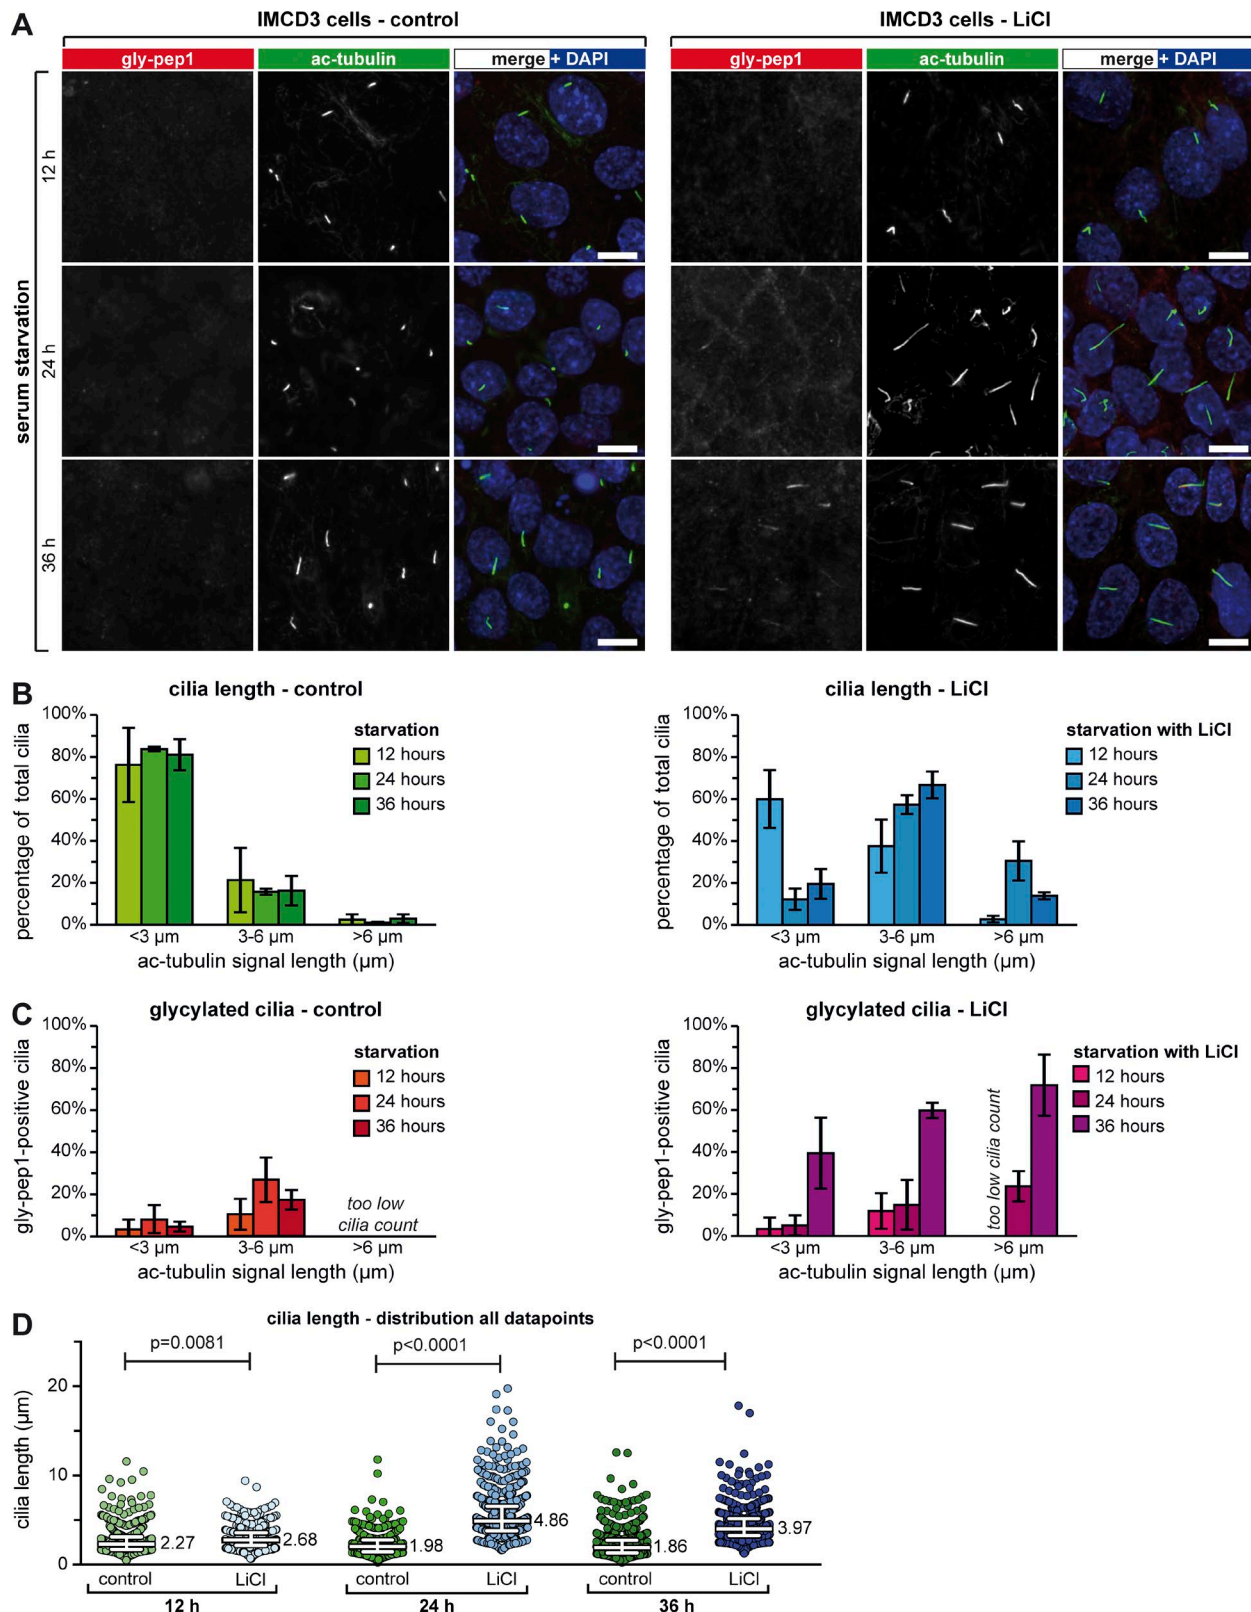 A
IMCD3 cells - control
IMCD3 cells - LiCl
gly-pep1
ac-tubulin
merge + DAPI
gly-pep1
ac-tubulin
merge + DAPI
serum starvation
12 h
24 h
36 h
B
cilia length - control
percentage of total cilia
100%
80%
60%
40%
20%
0%
starvation
12 hours
24 hours
36 hours
<3 µm
3-6 µm
>6 µm
ac-tubulin signal length (µm)
cilia length - LiCl
percentage of total cilia
100%
80%
60%
40%
20%
0%
starvation with LiCl
12 hours
24 hours
36 hours
<3 µm
3-6 µm
>6 µm
ac-tubulin signal length (µm)
C
glycylated cilia - control
gly-pep1-positive cilia
100%
80%
60%
40%
20%
0%
starvation
12 hours
24 hours
36 hours
too low
cilia count
<3 µm
3-6 µm
>6 µm
ac-tubulin signal length (µm)
glycylated cilia - LiCl
gly-pep1-positive cilia
100%
80%
60%
40%
20%
0%
starvation with LiCl
12 hours
24 hours
36 hours
too low cilia count
<3 µm
3-6 µm
>6 µm
ac-tubulin signal length (µm)
D
cilia length - distribution all datapoints
p=0.0081
p<0.0001
p<0.0001
cilia length (µm)
20
10
0
2.27
2.68
1.98
4.86
1.86
3.97
control
LiCl
control
LiCl
control
LiCl
12 h
24 h
36 h